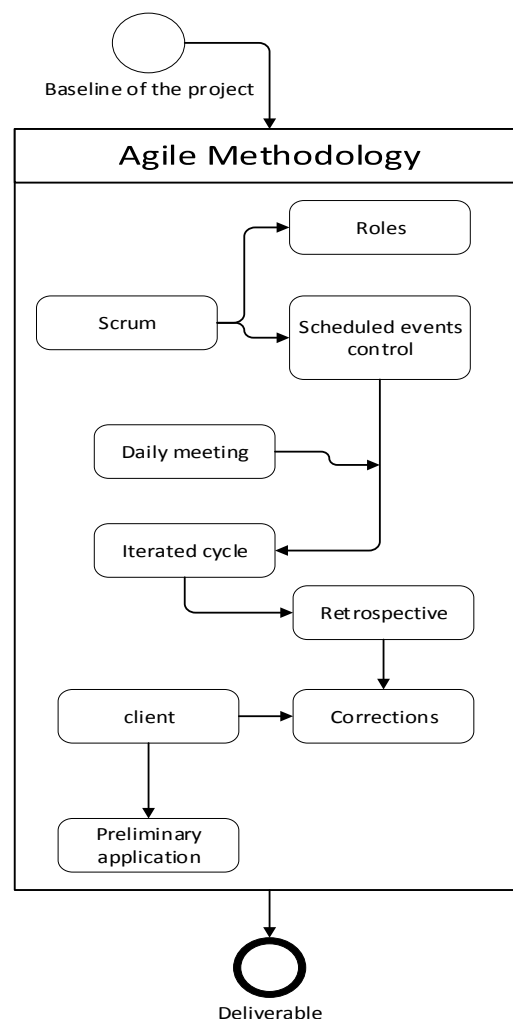 Baseline of the project
Agile Methodology
Roles
Scrum
Scheduled events
control
Daily meeting
Iterated cycle
Retrospective
client
Corrections
Preliminary
application
Deliverable